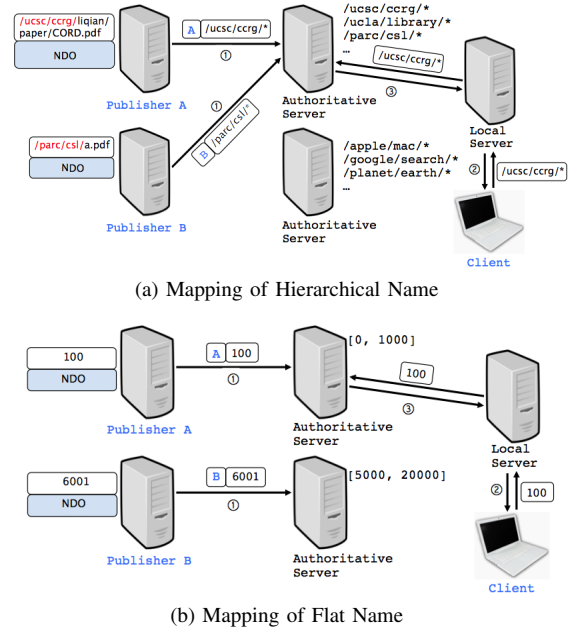 /ucsc/ccrg/liqian/
paper/CORD.pdf
NDO
Publisher A
A /ucsc/ccrg/*
①
/ucsc/ccrg/*
/ucla/library/*
/parc/csl/*
…
Authoritative
Server
/ucsc/ccrg/*
③
Local
Server
②
/ucsc/ccrg/*
Client
/parc/csl/a.pdf
NDO
Publisher B
①
B /parc/csl/*
/apple/mac/*
/google/search/*
/planet/earth/*
…
Authoritative
Server
(a) Mapping of Hierarchical Name
100
NDO
Publisher A
A 100
①
[0, 1000]
Authoritative
Server
100
③
Local
Server
②
100
Client
6001
NDO
Publisher B
B 6001
①
[5000, 20000]
Authoritative
Server
(b) Mapping of Flat Name